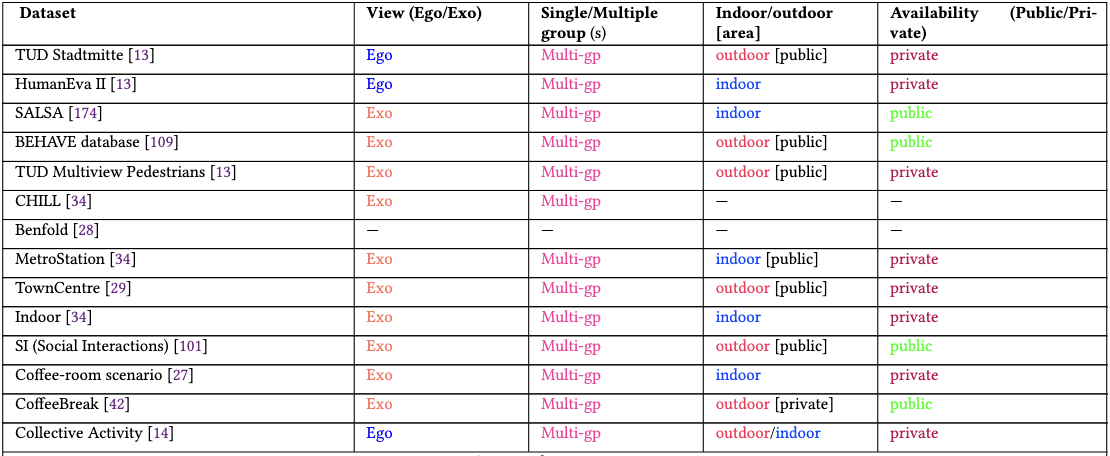 Dataset View (Ego/Exo) Single/Multiple group (s) Indoor/outdoor [area] Availability (Public/Pri-vate)
TUD Stadtmitte [13] Ego Multi-gp outdoor [public] private
HumanEva II [13] Ego Multi-gp indoor private
SALSA [174] Exo Multi-gp indoor public
BEHAVE database [109] Exo Multi-gp outdoor [public] public
TUD Multiview Pedestrians [13] Exo Multi-gp outdoor [public] private
CHILL [34] Exo Multi-gp — —
Benfold [28] — — — —
MetroStation [34] Exo Multi-gp indoor [public] private
TownCentre [29] Exo Multi-gp outdoor [public] private
Indoor [34] Exo Multi-gp indoor private
SI (Social Interactions) [101] Exo Multi-gp outdoor [public] public
Coffee-room scenario [27] Exo Multi-gp indoor private
CoffeeBreak [42] Exo Multi-gp outdoor [private] public
Collective Activity [14] Ego Multi-gp outdoor/indoor private